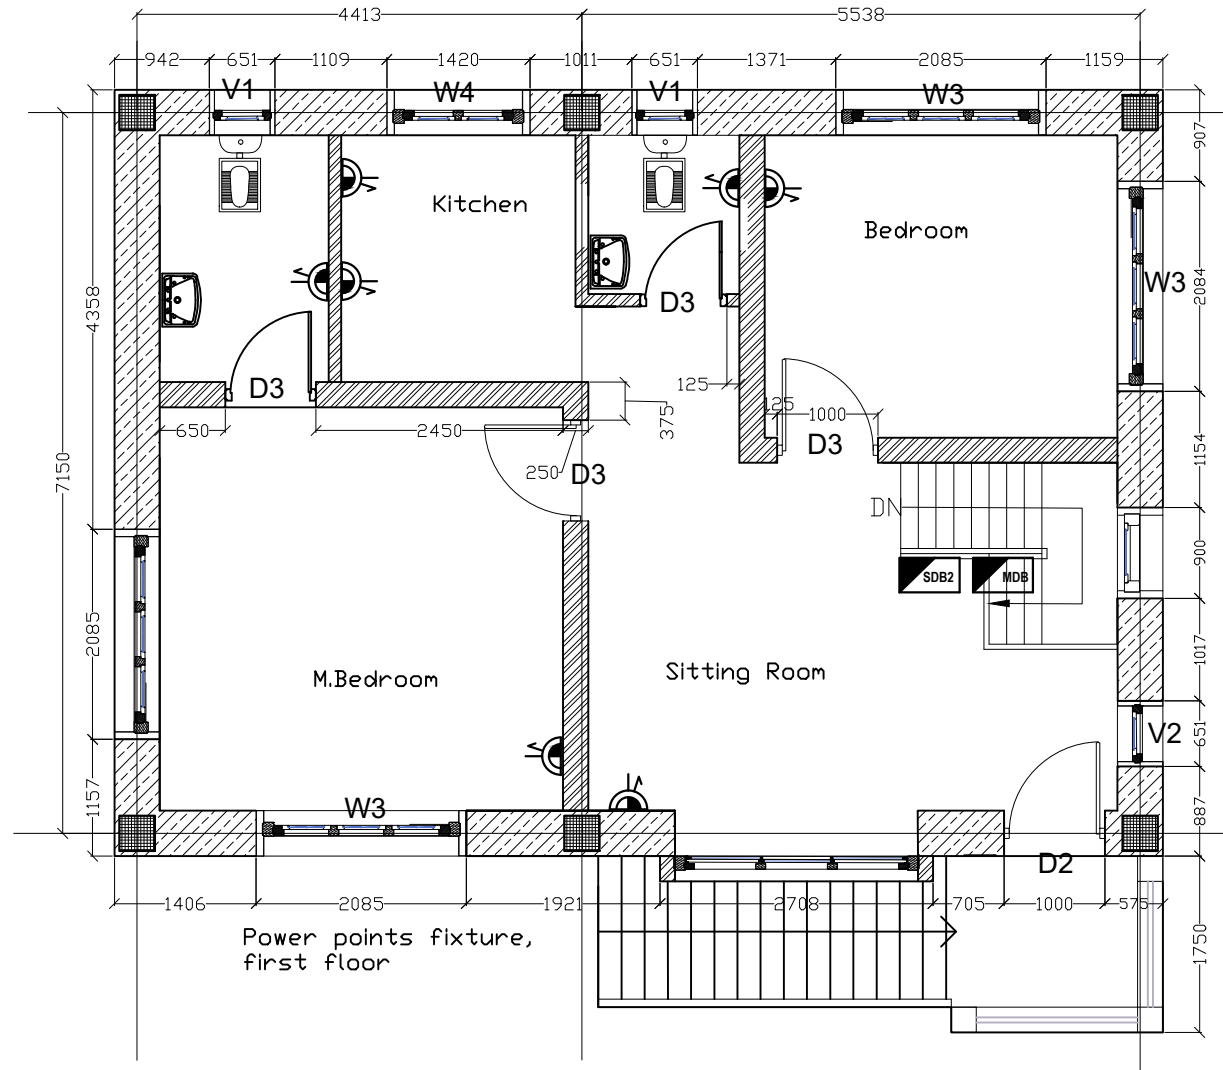 4413
5538
942
651
1109
1420
1011
651
1371
2085
1159
V1
W4
V1
W3
907
Kitchen
Bedroom
W3
2084
4358
D3
D3
125
125
1000
375
650
2450
D3
250
D3
1154
7150
DN
900
SDB2
MDB
2085
1017
M.Bedroom
Sitting Room
V2
651
1157
W3
887
D2
1406
2085
1921
2708
705
1000
575
1750
Power points fixture,
first floor